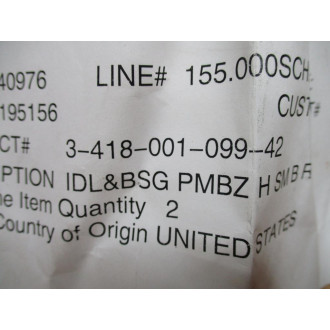 40976 LINE# 155.000SCH
195156 CUST#
CT# 3-418-001-099-42
PTION IDL&BSG PMBZ H SM B R
e Item Quantity 2
Country of Origin UNITED STATES